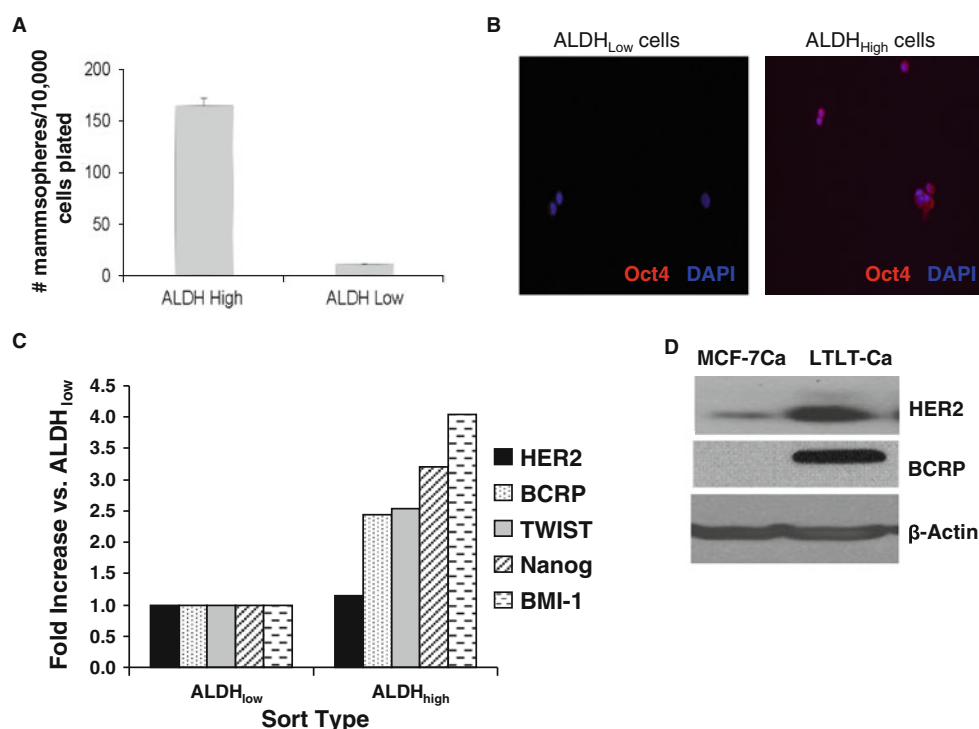 A
# mammsopheres/10,000
cells plated
200
150
100
50
0
ALDH High
ALDH Low
B
ALDHLow cells
ALDHHigh cells
Oct4 DAPI
Oct4 DAPI
C
Fold Increase vs. ALDHlow
4.5
4.0
3.5
3.0
2.5
2.0
1.5
1.0
0.5
0.0
ALDHlow
ALDHhigh
Sort Type
HER2
BCRP
TWIST
Nanog
BMI-1
D
MCF-7Ca
LTLT-Ca
HER2
BCRP
β-Actin